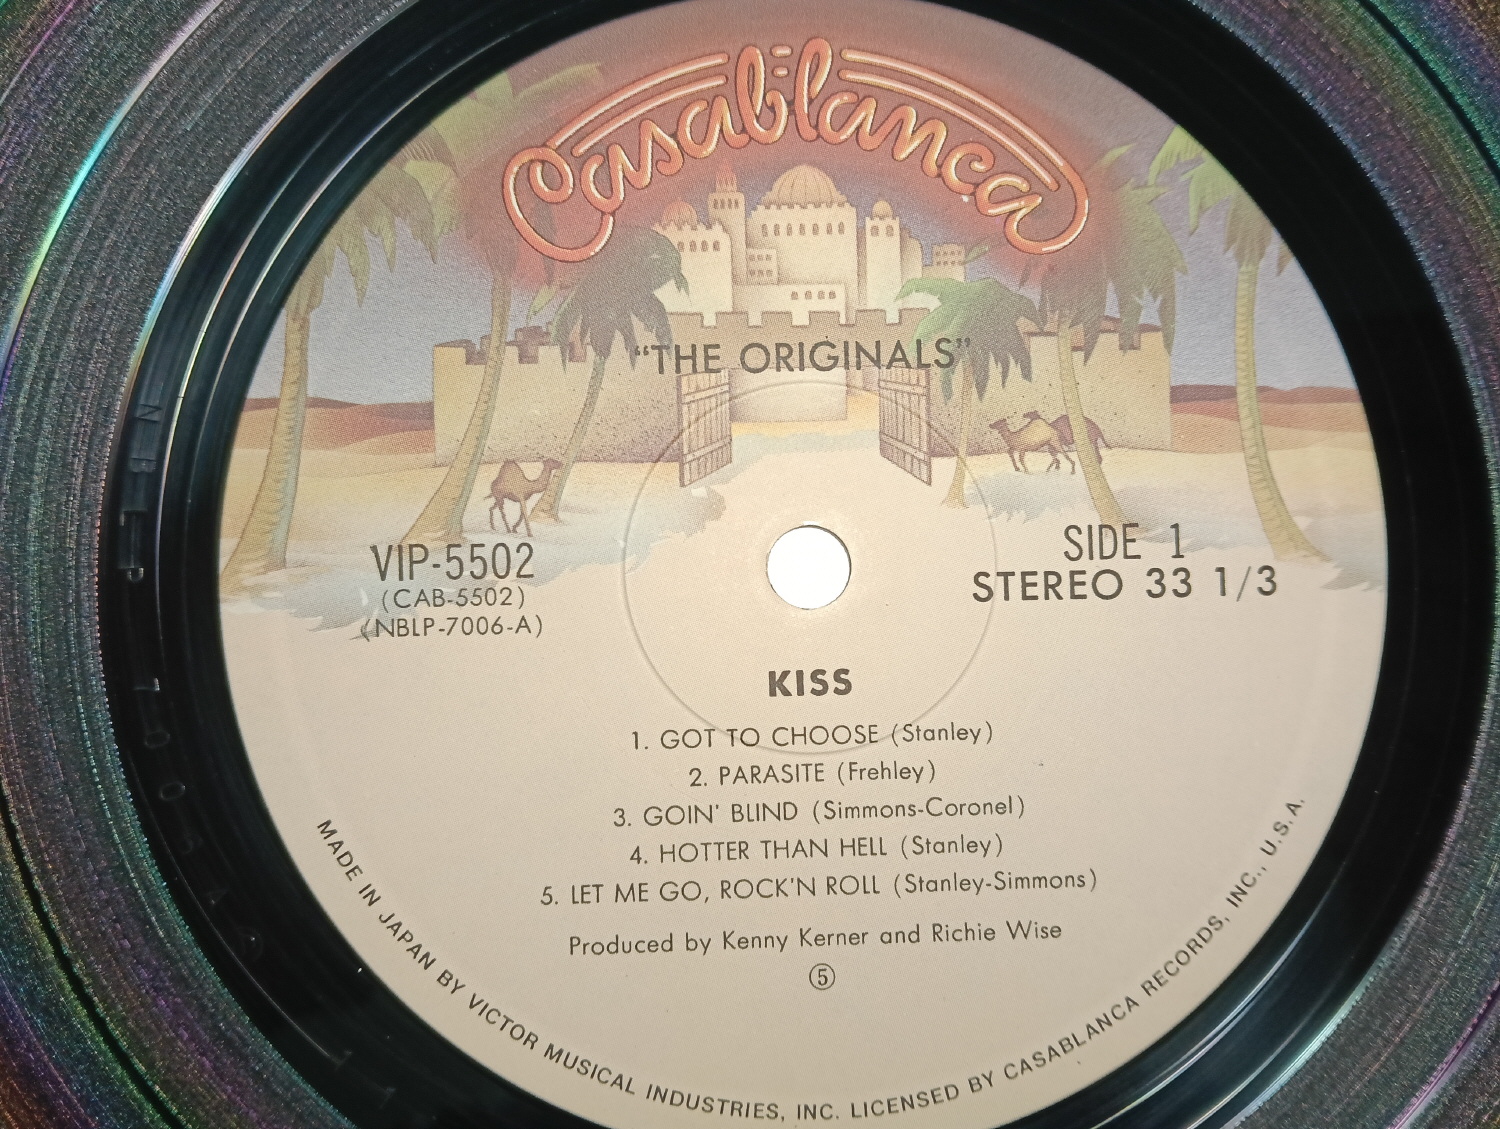 Casablanca
“THE ORIGINALS”
VIP-5502
(CAB-5502)
(NBLP-7006-A)
SIDE 1
STEREO 33 1/3
KISS
1. GOT TO CHOOSE (Stanley)
2. PARASITE (Frehley)
3. GOIN' BLIND (Simmons-Coronel)
4. HOTTER THAN HELL (Stanley)
5. LET ME GO, ROCK'N ROLL (Stanley-Simmons)
Produced by Kenny Kerner and Richie Wise
⑤
MADE IN JAPAN BY VICTOR MUSICAL INDUSTRIES, INC. LICENSED BY CASABLANCA RECORDS, INC., U.S.A.